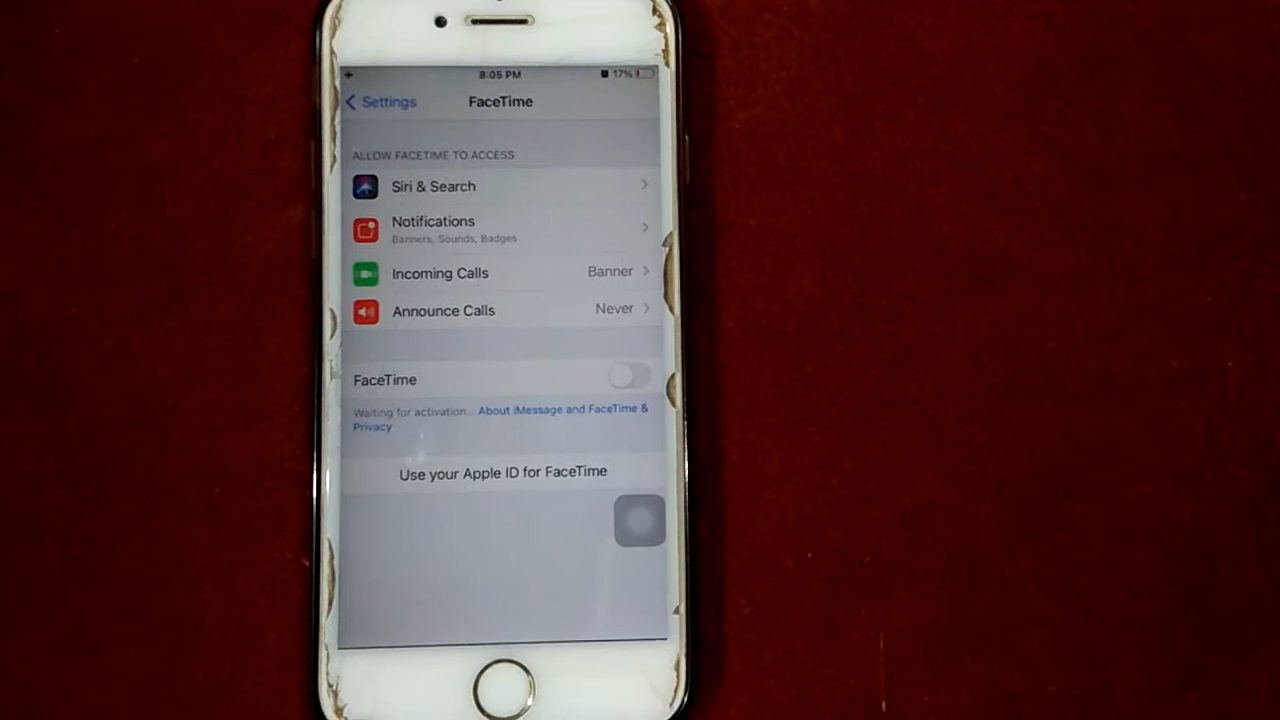 8:05 PM 17%
Settings FaceTime
ALLOW FACETIME TO ACCESS
Siri & Search
Notifications
Banners, Sounds, Badges
Incoming Calls Banner
Announce Calls Never
FaceTime
Waiting for activation... About iMessage and FaceTime &
Privacy
Use your Apple ID for FaceTime